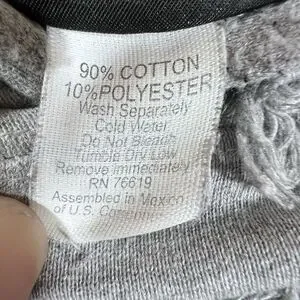 90% COTTON
10% POLYESTER
Wash Separately
Cold Water
Do Not Bleach
Tumble Dry Low
Remove immediately
RN 76619
Assembled in Mexico
of U.S.